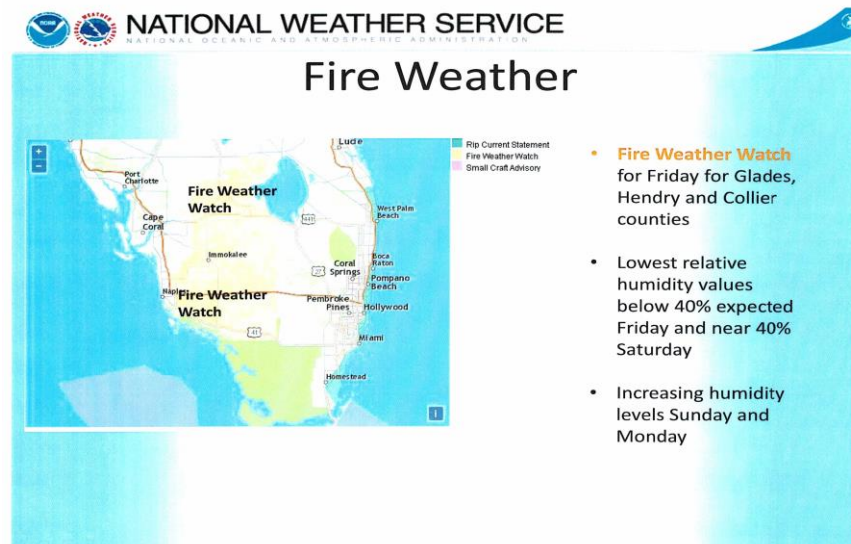 NATIONAL WEATHER SERVICE
NATIONAL OCEANIC AND ATMOSPHERIC ADMINISTRATION
Fire Weather
+
−
Lude
Port
Charlotte
Fire Weather
Watch
Cape
Coral
441
West Palm
Beach
Immokalee
Boca
Raton
Coral
Springs
27
Pompano
Beach
Naples
Fire Weather
Watch
Pembroke
Pines
Hollywood
41
Miami
Homestead
i
Rip Current Statement
Fire Weather Watch
Small Craft Advisory
• Fire Weather Watch
for Friday for Glades,
Hendry and Collier
counties
• Lowest relative
humidity values
below 40% expected
Friday and near 40%
Saturday
• Increasing humidity
levels Sunday and
Monday